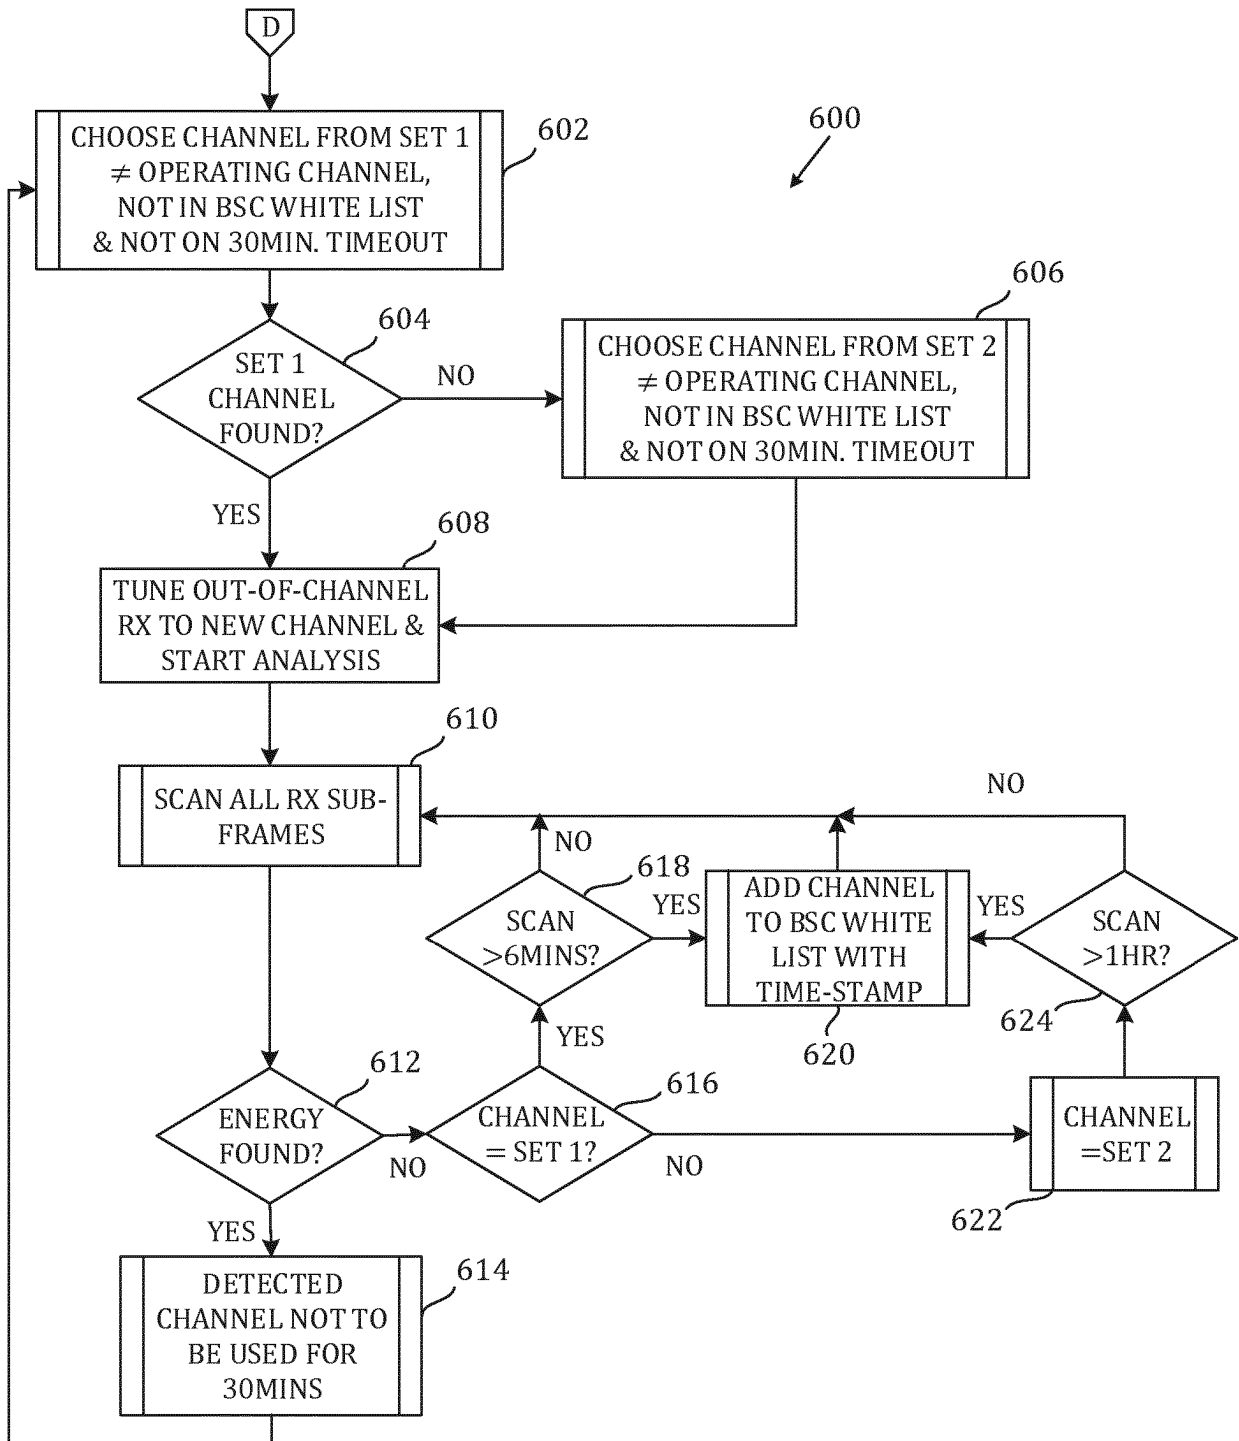 D
CHOOSE CHANNEL FROM SET 1
≠ OPERATING CHANNEL,
NOT IN BSC WHITE LIST
& NOT ON 30MIN. TIMEOUT
602
600
604
SET 1
CHANNEL
FOUND?
NO
606
CHOOSE CHANNEL FROM SET 2
≠ OPERATING CHANNEL,
NOT IN BSC WHITE LIST
& NOT ON 30MIN. TIMEOUT
YES
608
TUNE OUT-OF-CHANNEL
RX TO NEW CHANNEL &
START ANALYSIS
610
SCAN ALL RX SUB-
FRAMES
NO
NO
618
SCAN
>6MINS?
YES
ADD CHANNEL
TO BSC WHITE
LIST WITH
TIME-STAMP
620
YES
SCAN
>1HR?
624
YES
612
ENERGY
FOUND?
NO
616
CHANNEL
= SET 1?
NO
CHANNEL
=SET 2
622
YES
614
DETECTED
CHANNEL NOT TO
BE USED FOR
30MINS